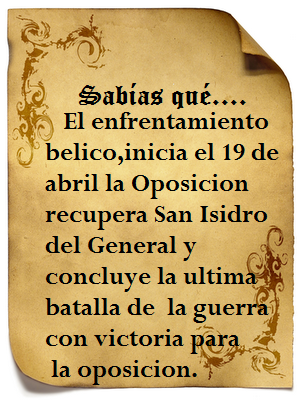 Sabías qué....
El enfrentamiento
belico,inicia el 19 de
abril la Oposicion
recupera San Isidro
del General y
concluye la ultima
batalla de la guerra
con victoria para
la oposicion.